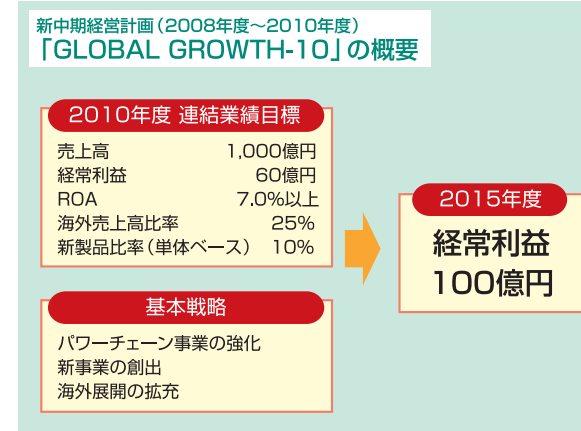 新中期経営計画(2008年度～2010年度)
「GLOBAL GROWTH-10」の概要
2010年度 連結業績目標
売上高 1,000億円
経常利益 60億円
ROA 7.0%以上
海外売上高比率 25%
新製品比率(単体ベース) 10%
基本戦略
パワーチェーン事業の強化
新事業の創出
海外展開の拡充
2015年度
経常利益
100億円